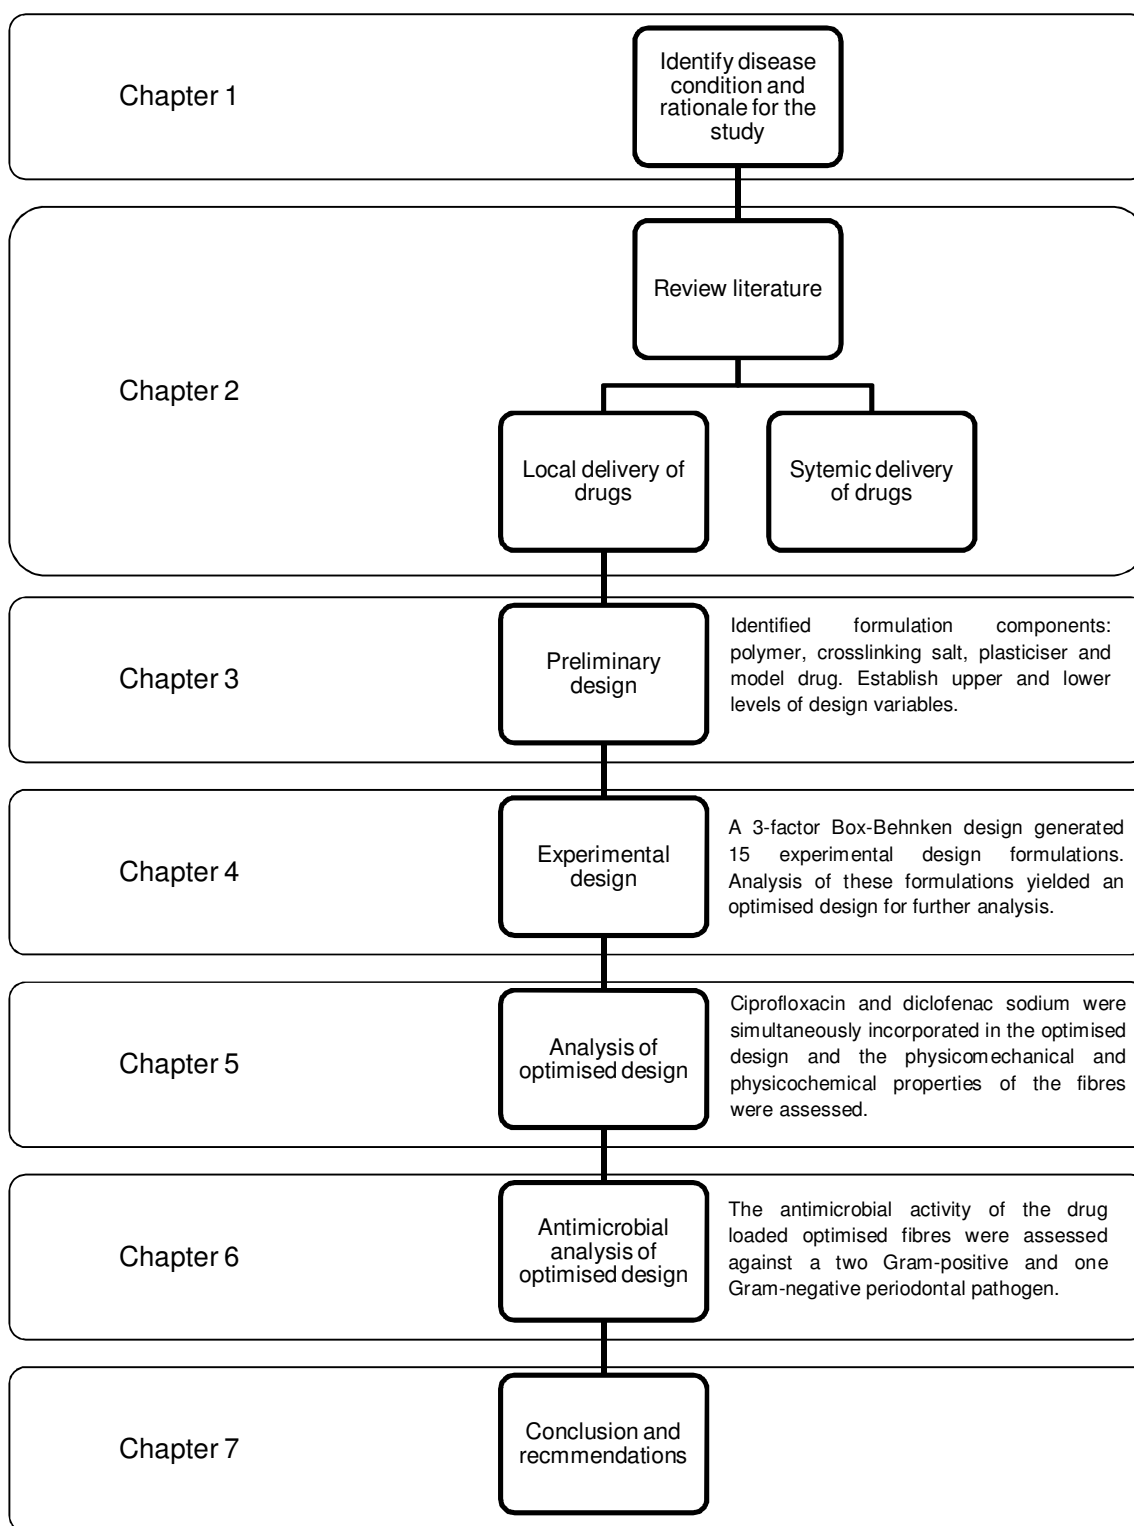 Chapter 1
Identify disease
condition and
rationale for the
study
Chapter 2
Review literature
Local delivery of
drugs
Sytemic delivery
of drugs
Chapter 3
Preliminary
design
Identified formulation components:
polymer, crosslinking salt, plasticiser and
model drug. Establish upper and lower
levels of design variables.
Chapter 4
Experimental
design
A 3-factor Box-Behnken design generated
15 experimental design formulations.
Analysis of these formulations yielded an
optimised design for further analysis.
Chapter 5
Analysis of
optimised design
Ciprofloxacin and diclofenac sodium were
simultaneously incorporated in the optimised
design and the physicomechanical and
physicochemical properties of the fibres
were assessed.
Chapter 6
Antimicrobial
analysis of
optimised design
The antimicrobial activity of the drug
loaded optimised fibres were assessed
against a two Gram-positive and one
Gram-negative periodontal pathogen.
Chapter 7
Conclusion and
recmmendations